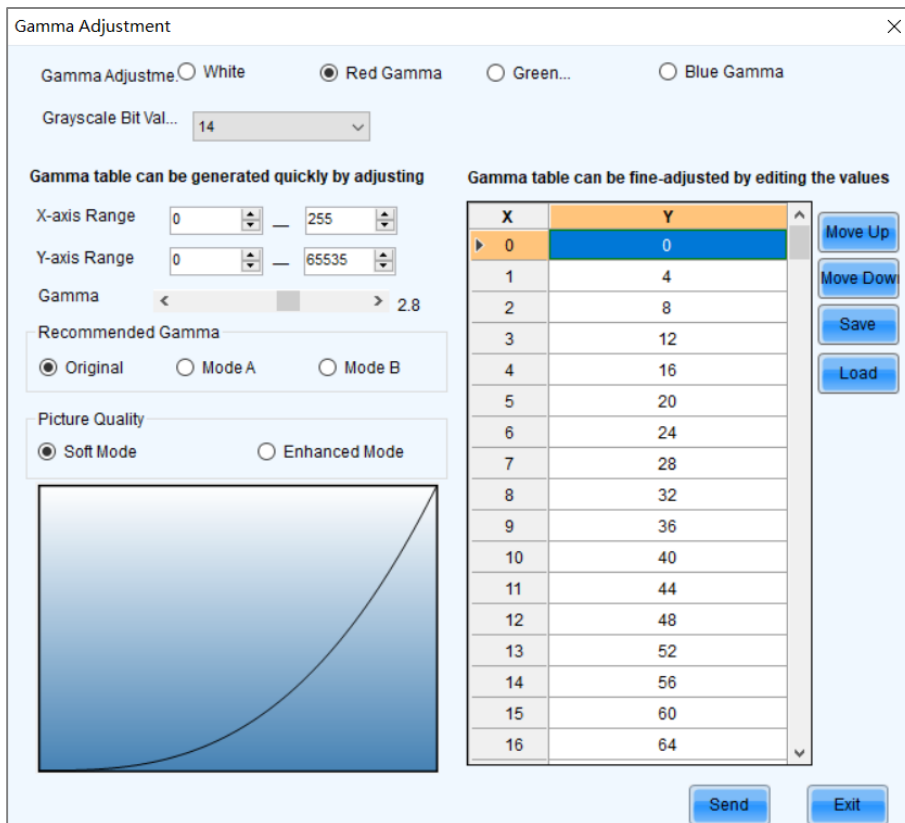 Gamma Adjustment
Gamma Adjustme.. White Red Gamma Green... Blue Gamma
Grayscale Bit Val... 14
Gamma table can be generated quickly by adjusting
X-axis Range 0 — 255
Y-axis Range 0 — 65535
Gamma < > 2.8
Recommended Gamma
Original Mode A Mode B
Picture Quality
Soft Mode Enhanced Mode
Gamma table can be fine-adjusted by editing the values
X Y
0 0
1 4
2 8
3 12
4 16
5 20
6 24
7 28
8 32
9 36
10 40
11 44
12 48
13 52
14 56
15 60
16 64
Move Up
Move Dow
Save
Load
Send Exit